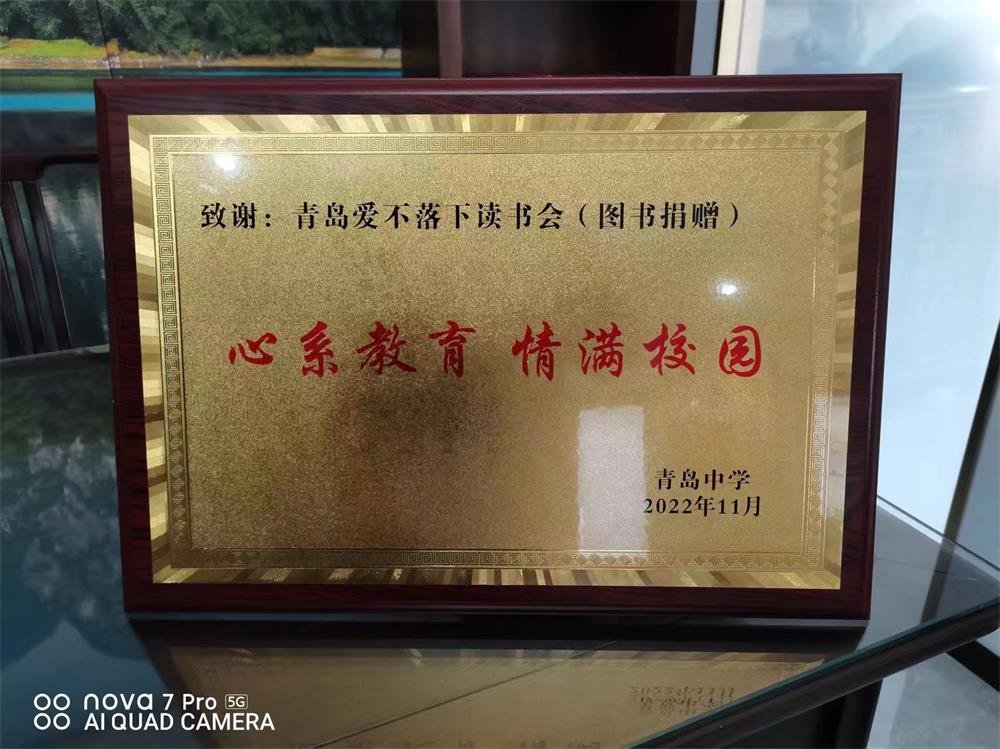 致谢：青岛爱不落下读书会（图书捐赠）
心系教育 情满校园
青岛中学
2022年11月
nova 7 Pro 5G
AI QUAD CAMERA